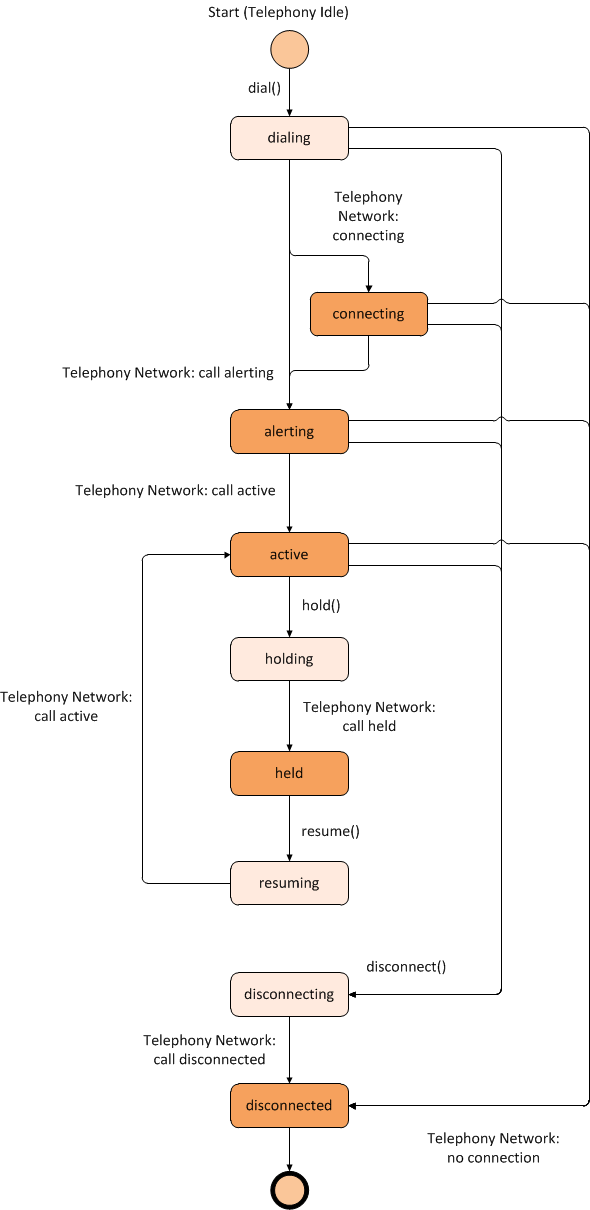 Start (Telephony Idle)
dial()
dialing
Telephony
Network:
connecting
connecting
Telephony Network: call alerting
alerting
Telephony Network: call active
active
hold()
holding
Telephony Network:
call active
Telephony Network:
call held
held
resume()
resuming
disconnect()
disconnecting
Telephony Network:
call disconnected
disconnected
Telephony Network:
no connection